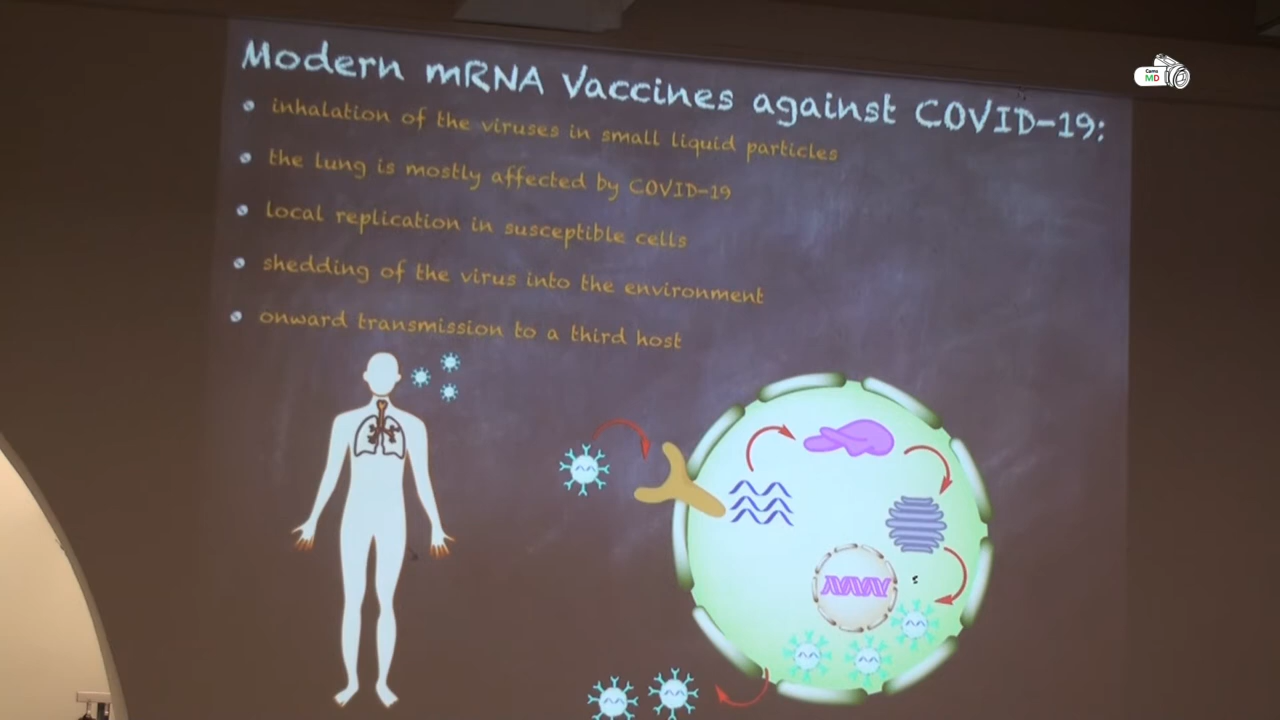 Modern mRNA Vaccines against COVID-19:
Cams
MD
inhalation of the viruses in small liquid particles
the lung is mostly affected by COVID-19
local replication in susceptible cells
shedding of the virus into the environment
onward transmission to a third host